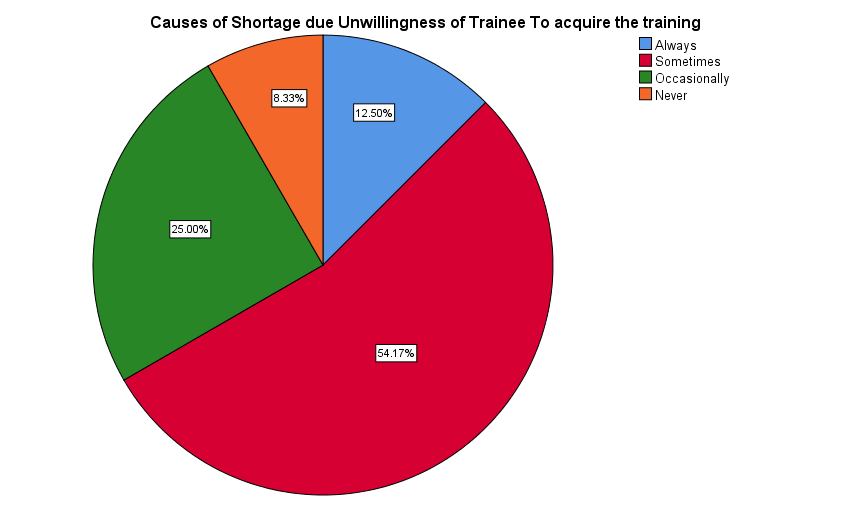 Causes of Shortage due Unwillingness of Trainee To acquire the training
Always
Sometimes
Occasionally
Never
8.33%
12.50%
25.00%
54.17%